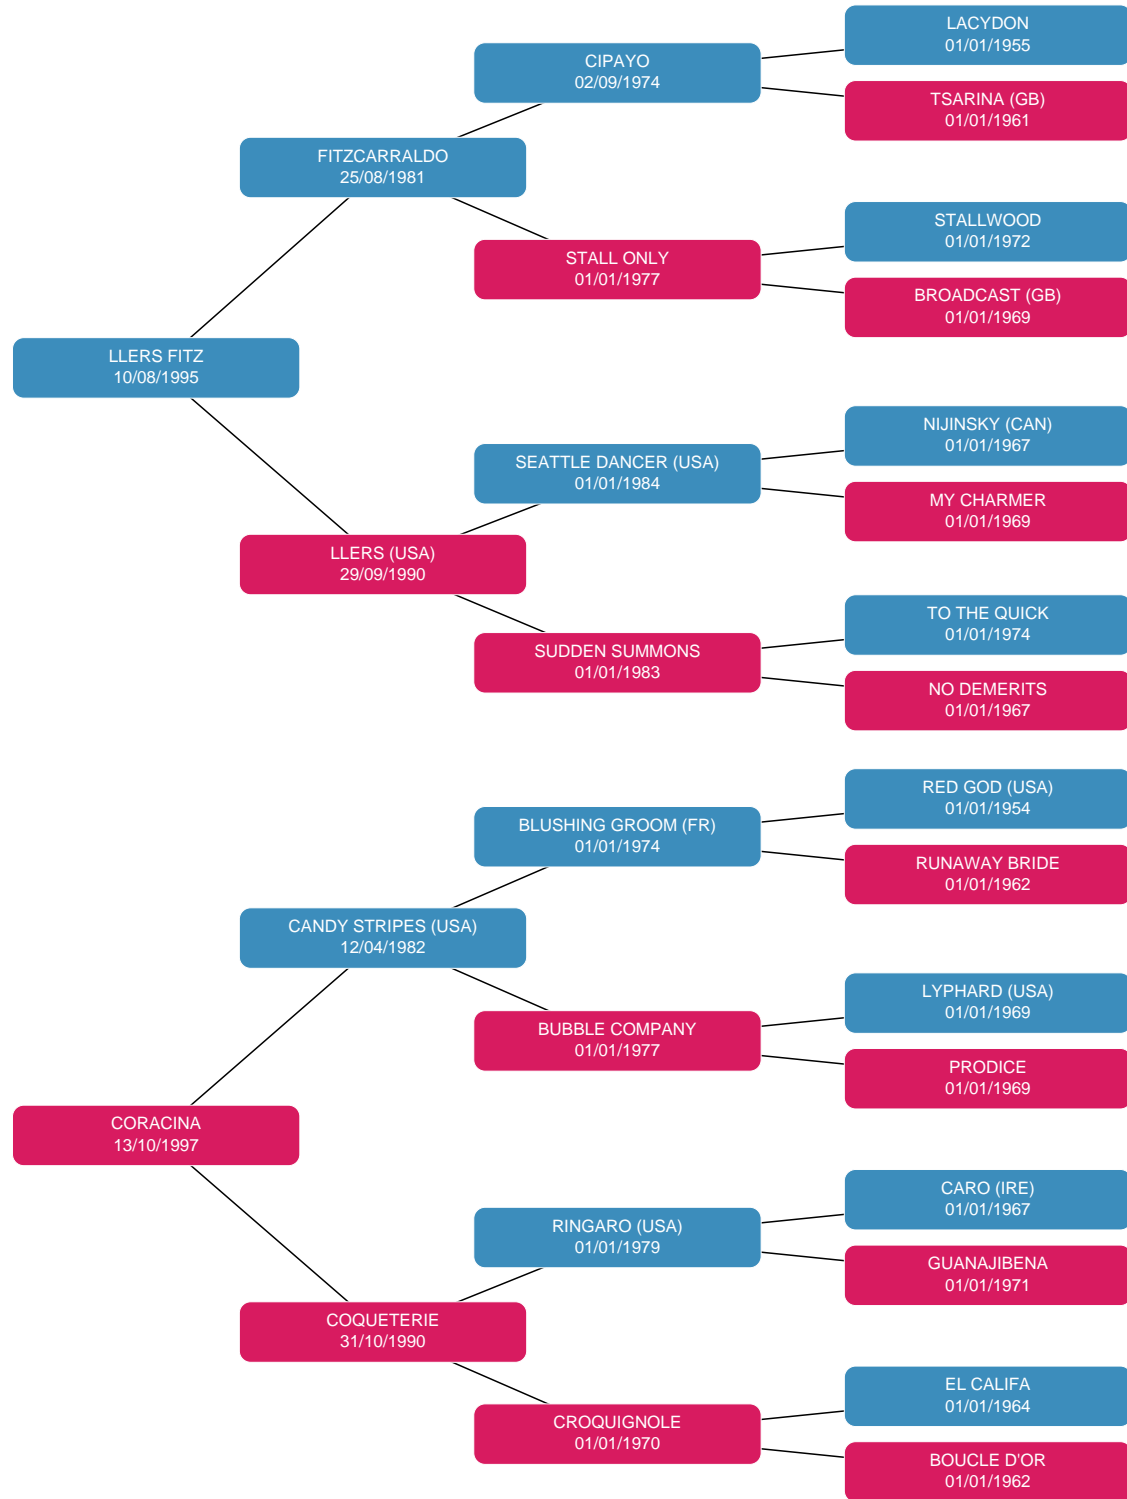 LACYDON
01/01/1955
CIPAYO
02/09/1974
TSARINA (GB)
01/01/1961
FITZCARRALDO
25/08/1981
STALLWOOD
01/01/1972
STALL ONLY
01/01/1977
BROADCAST (GB)
01/01/1969
LLERS FITZ
10/08/1995
NIJINSKY (CAN)
01/01/1967
SEATTLE DANCER (USA)
01/01/1984
MY CHARMER
01/01/1969
LLERS (USA)
29/09/1990
TO THE QUICK
01/01/1974
SUDDEN SUMMONS
01/01/1983
NO DEMERITS
01/01/1967
RED GOD (USA)
01/01/1954
BLUSHING GROOM (FR)
01/01/1974
RUNAWAY BRIDE
01/01/1962
CANDY STRIPES (USA)
12/04/1982
LYPHARD (USA)
01/01/1969
BUBBLE COMPANY
01/01/1977
PRODICE
01/01/1969
CORACINA
13/10/1997
CARO (IRE)
01/01/1967
RINGARO (USA)
01/01/1979
GUANAJIBENA
01/01/1971
COQUETERIE
31/10/1990
EL CALIFA
01/01/1964
CROQUIGNOLE
01/01/1970
BOUCLE D'OR
01/01/1962